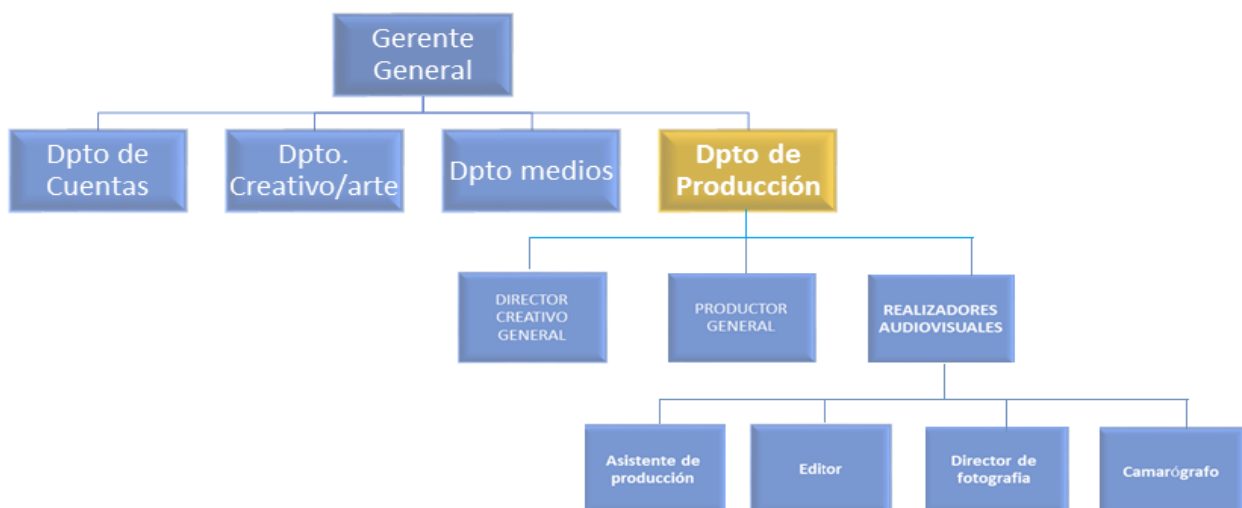 Gerente
General
Dpto de
Cuentas
Dpto.
Creativo/arte
Dpto medios
Dpto de
Producción
DIRECTOR
CREATIVO
GENERAL
PRODUCTOR
GENERAL
REALIZADORES
AUDIOVISUALES
Asistente de
producción
Editor
Director de
fotografia
Camarógrafo